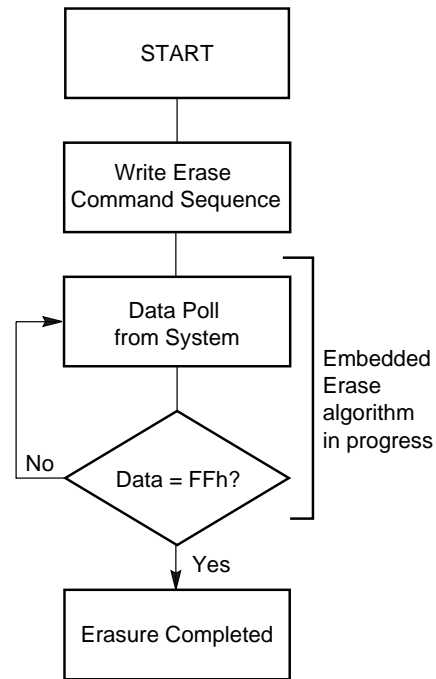 START
Write Erase
Command Sequence
Data Poll
from System
Embedded
Erase
algorithm
in progress
No
Data = FFh?
Yes
Erasure Completed